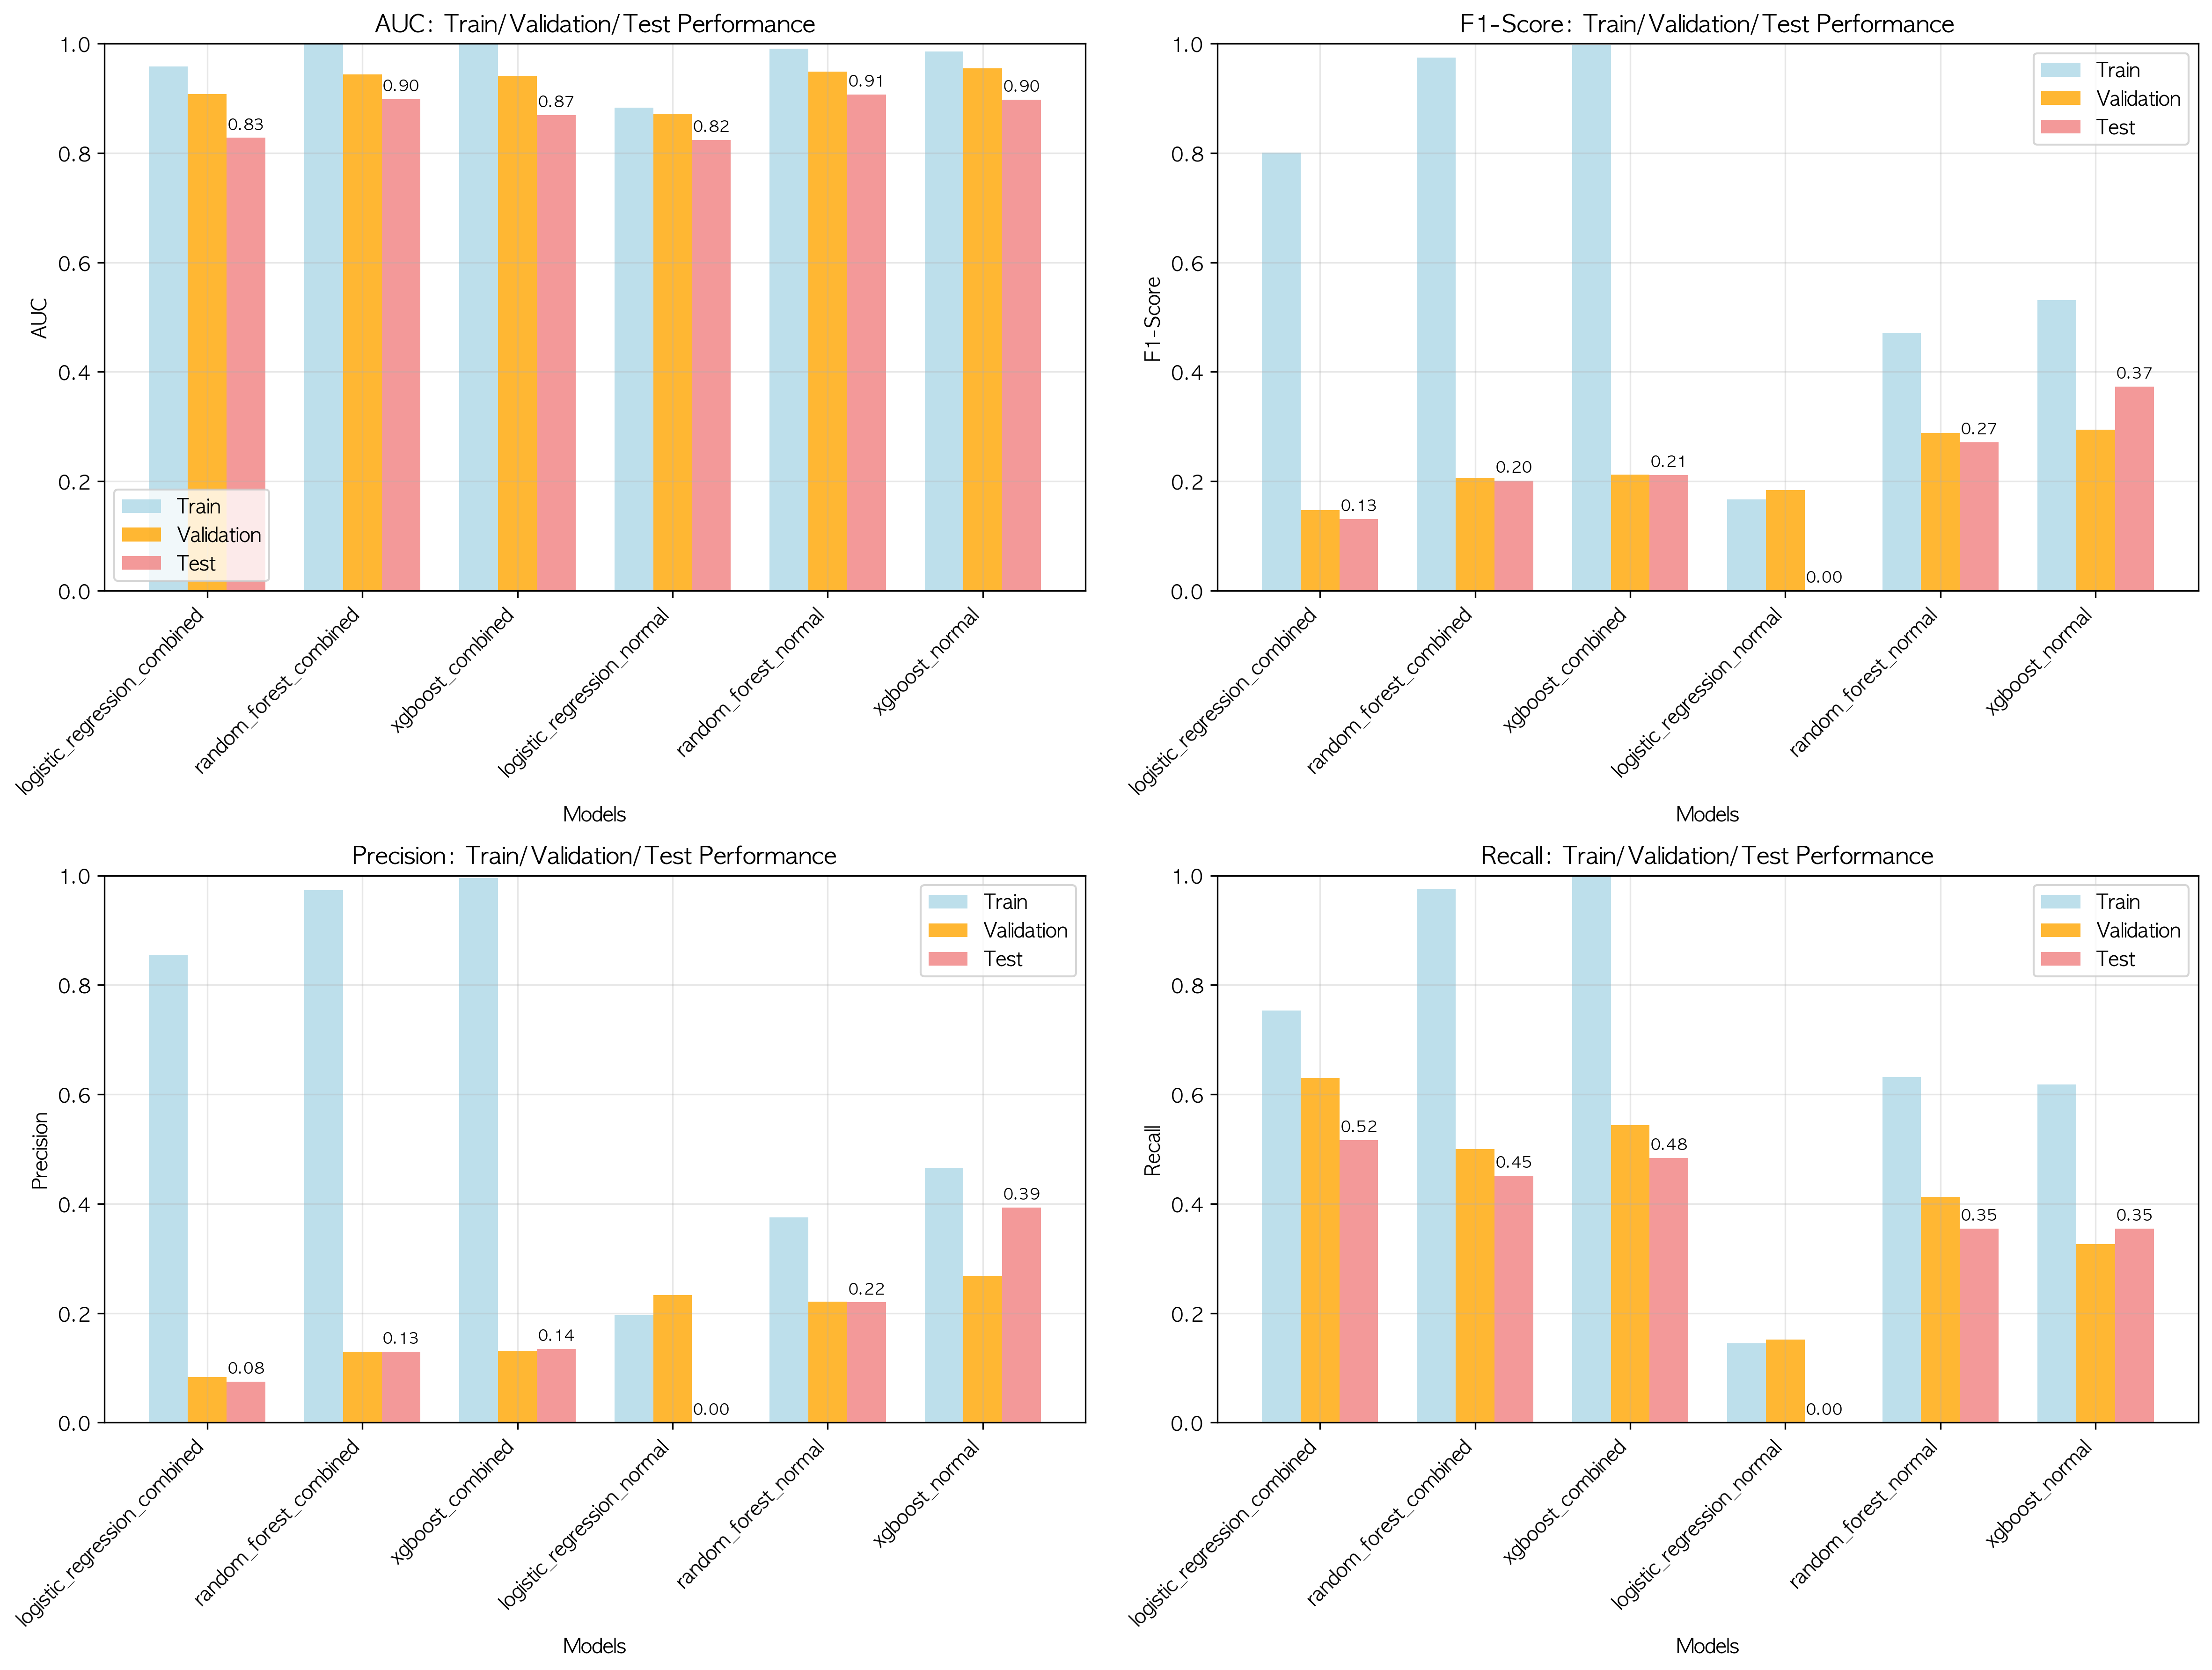 AUC: Train/Validation/Test Performance
1.0
0.8
0.6
0.4
0.2
0.0
AUC
0.83
0.90
0.87
0.82
0.91
0.90
Train
Validation
Test
logistic_regression_combined
random_forest_combined
xgboost_combined
logistic_regression_normal
random_forest_normal
xgboost_normal
Models
F1-Score: Train/Validation/Test Performance
1.0
0.8
0.6
0.4
0.2
0.0
F1-Score
0.13
0.20
0.21
0.00
0.27
0.37
Train
Validation
Test
logistic_regression_combined
random_forest_combined
xgboost_combined
logistic_regression_normal
random_forest_normal
xgboost_normal
Models
Precision: Train/Validation/Test Performance
1.0
0.8
0.6
0.4
0.2
0.0
Precision
0.08
0.13
0.14
0.00
0.22
0.39
Train
Validation
Test
logistic_regression_combined
random_forest_combined
xgboost_combined
logistic_regression_normal
random_forest_normal
xgboost_normal
Models
Recall: Train/Validation/Test Performance
1.0
0.8
0.6
0.4
0.2
0.0
Recall
0.52
0.45
0.48
0.00
0.35
0.35
Train
Validation
Test
logistic_regression_combined
random_forest_combined
xgboost_combined
logistic_regression_normal
random_forest_normal
xgboost_normal
Models